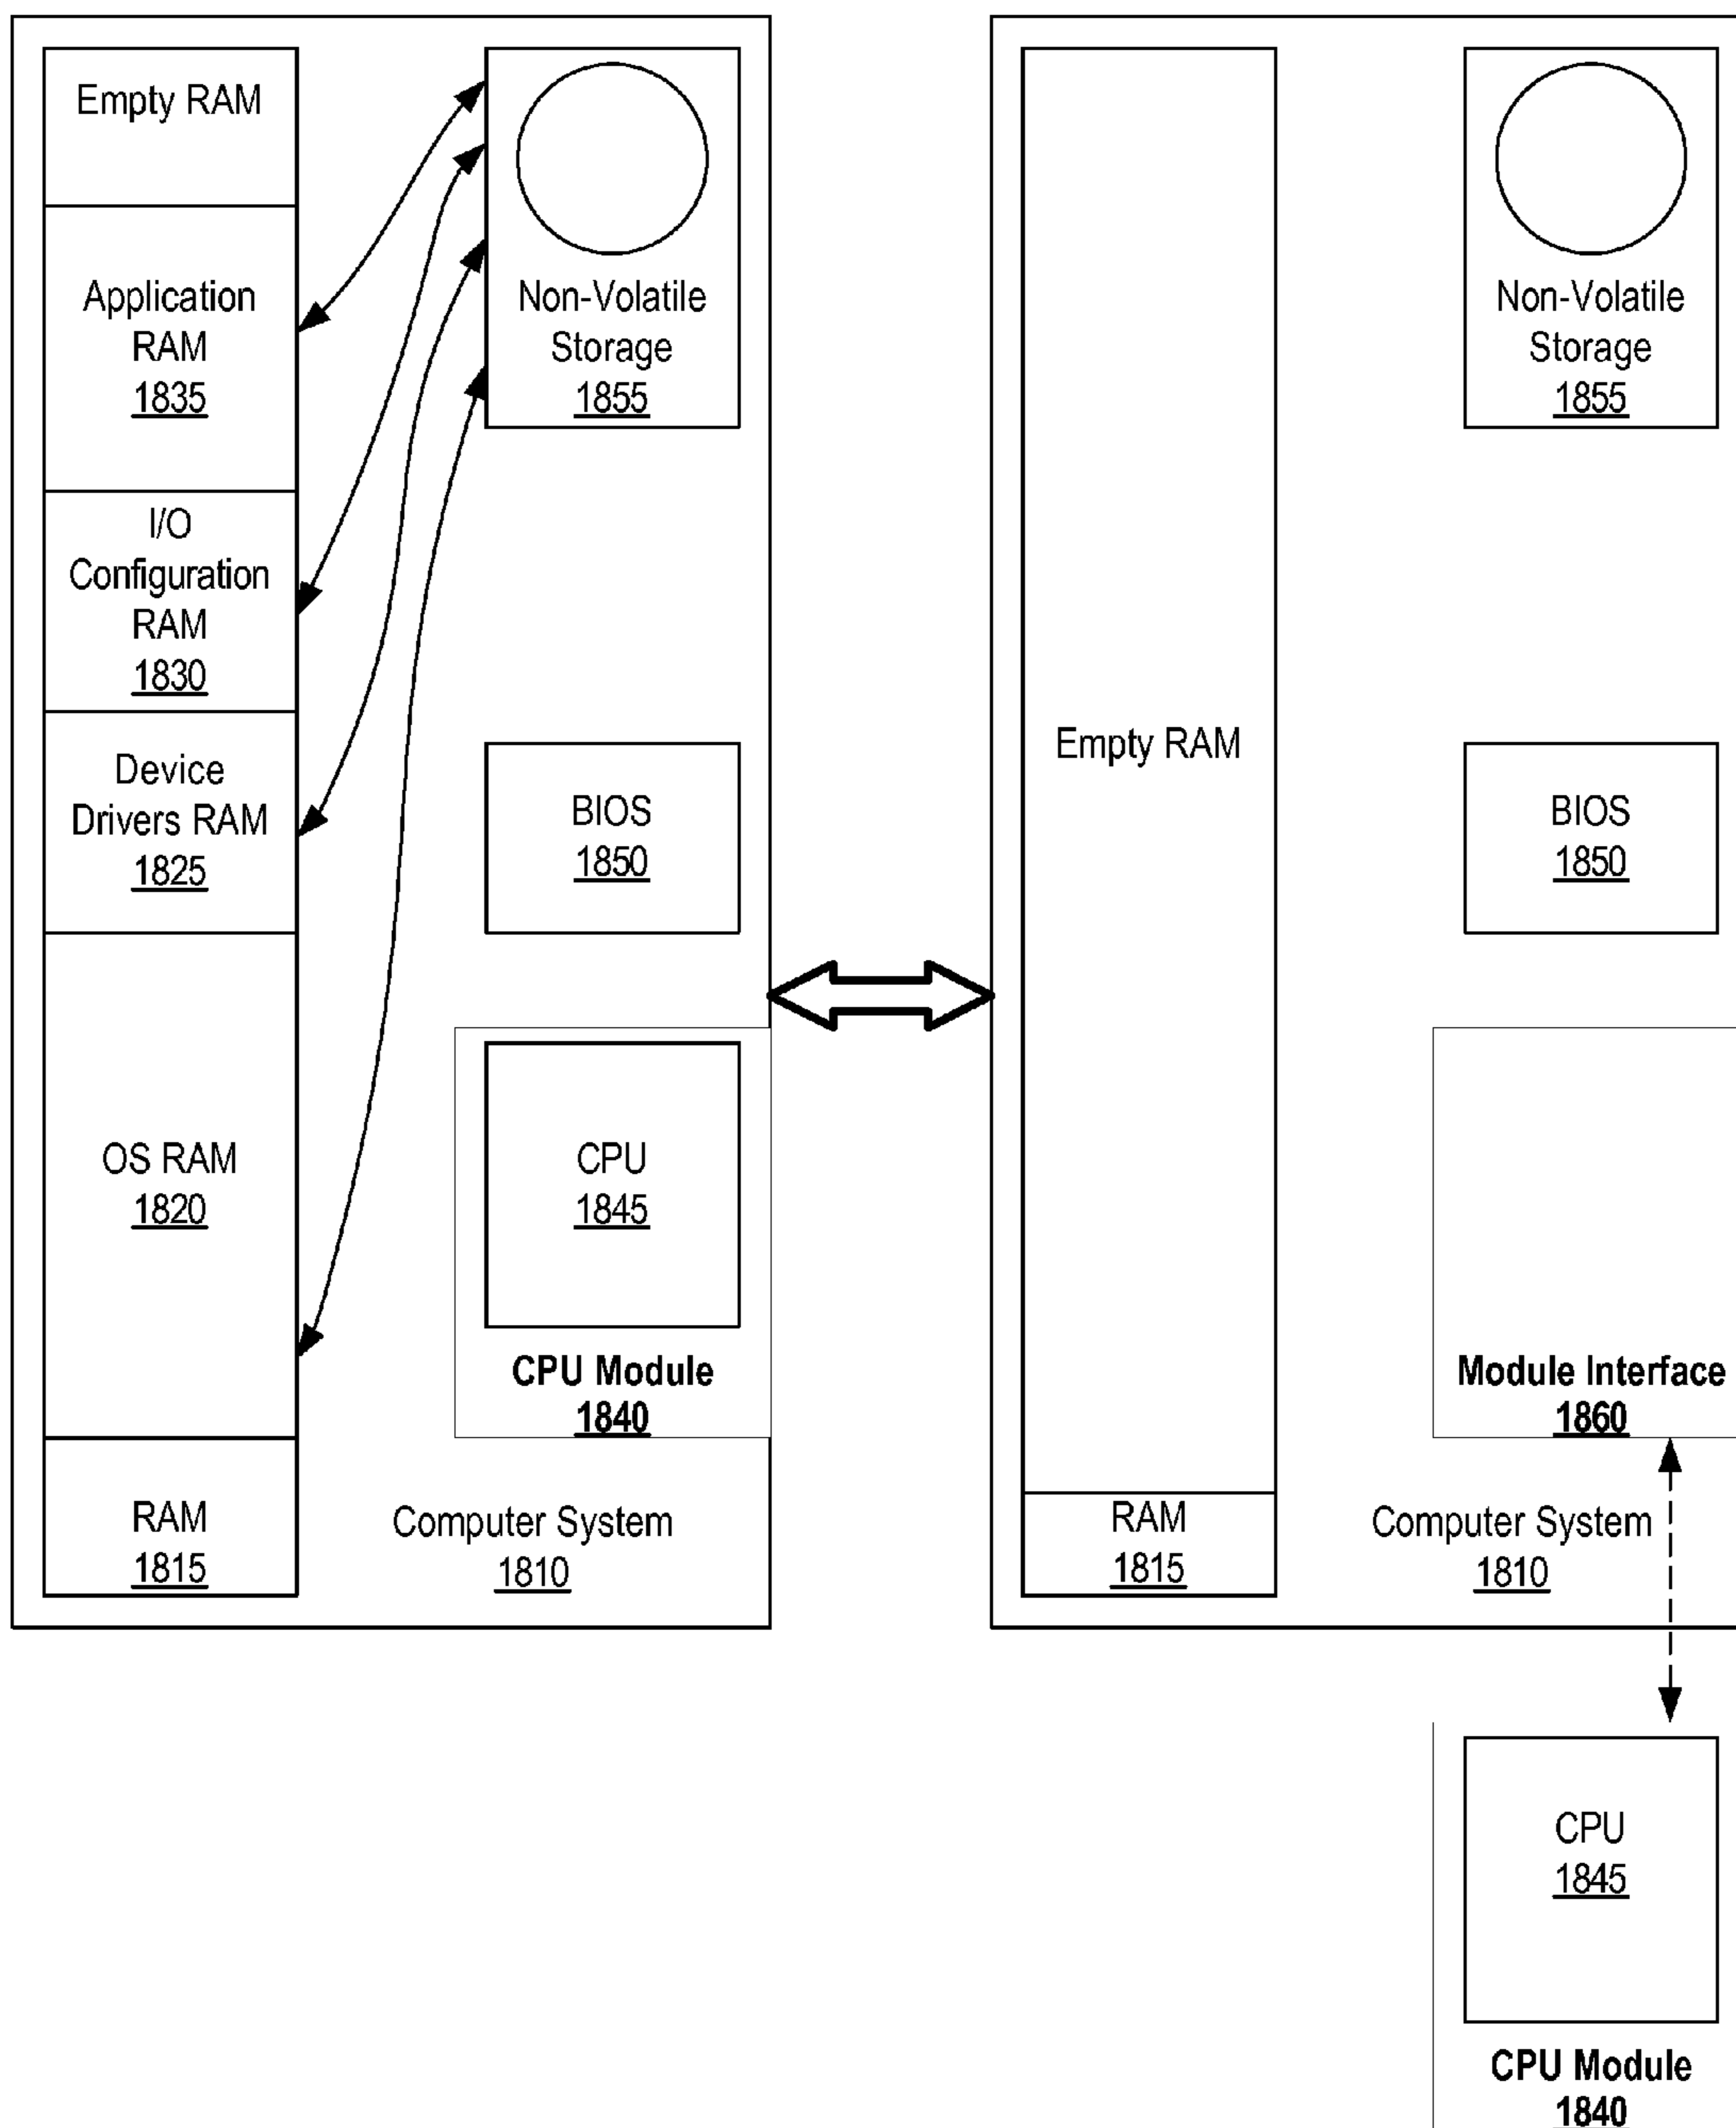 Empty RAM
Application
RAM
1835
I/O
Configuration
RAM
1830
Device
Drivers RAM
1825
OS RAM
1820
RAM
1815
Non-Volatile
Storage
1855
BIOS
1850
CPU
1845
CPU Module
1840
Computer System
1810
Empty RAM
RAM
1815
Non-Volatile
Storage
1855
BIOS
1850
Module Interface
1860
Computer System
1810
CPU
1845
CPU Module
1840